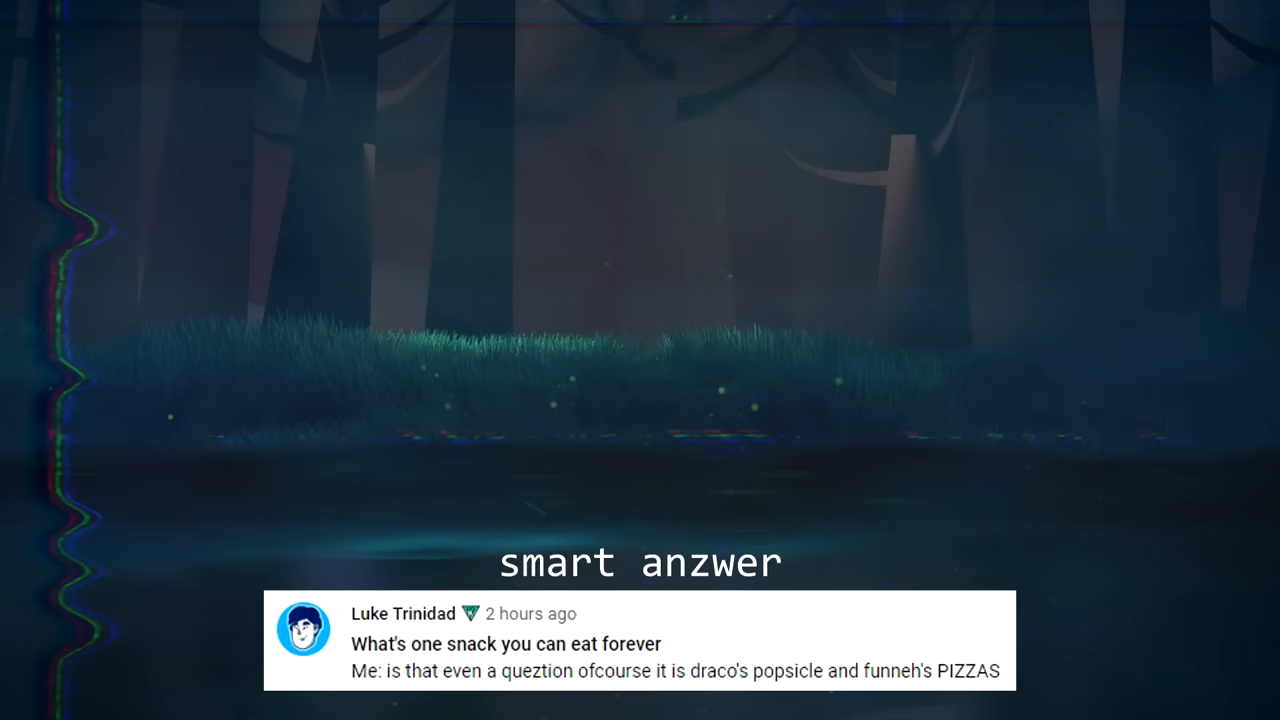 smart anzwer
Luke Trinidad 2 hours ago
What's one snack you can eat forever
Me: is that even a queztion ofcourse it is draco's popsicle and funneh's PIZZAS